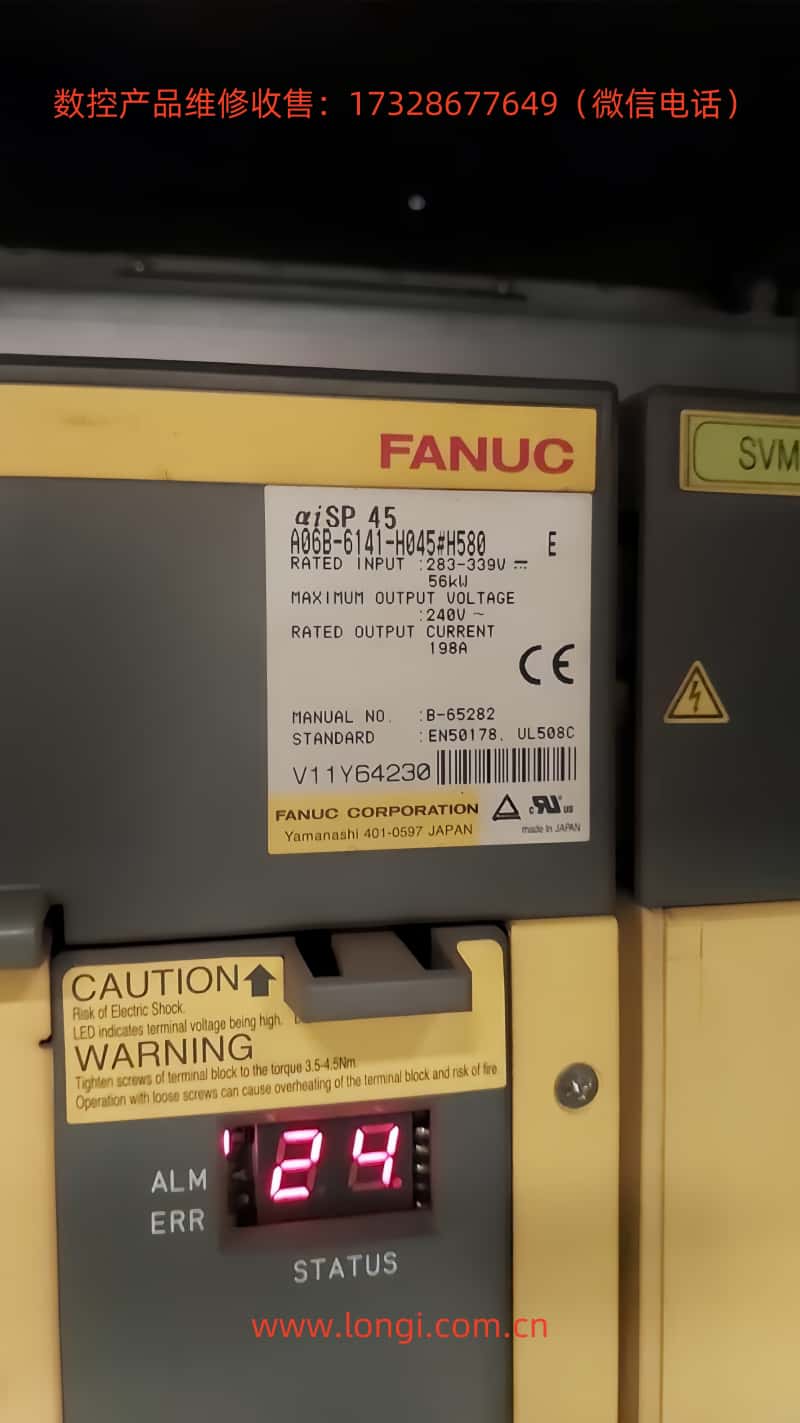 数控产品维修收售：17328677649（微信电话）
FANUC
SVM
αiSP 45
A06B-6141-H045#H580 E
RATED INPUT :283-339V ⎓
56kW
MAXIMUM OUTPUT VOLTAGE
:240V ~
RATED OUTPUT CURRENT
198A
CE
MANUAL NO. :B-65282
STANDARD :EN50178, UL508C
V11Y64230
FANUC CORPORATION
Yamanashi 401-0597 JAPAN
c RU us
made in JAPAN
CAUTION
Risk of Electric Shock.
LED indicates terminal voltage being high.
WARNING
Tighten screws of terminal block to the torque 3.5-4.5Nm.
Operation with loose screws can cause overheating of the terminal block and risk of fire.
24
ALM
ERR
STATUS
www.longi.com.cn